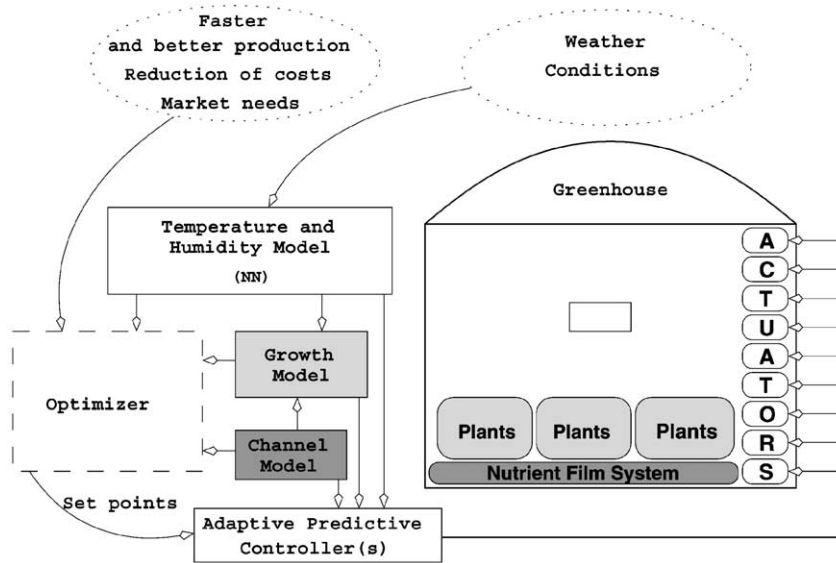 Faster
and better production
Reduction of costs
Market needs
Weather
Conditions
Greenhouse
Temperature and
Humidity Model
(NN)
Growth
Model
Optimizer
Channel
Model
Set points
Adaptive Predictive
Controller(s)
Plants Plants Plants
Nutrient Film System
A
C
T
U
A
T
O
R
S